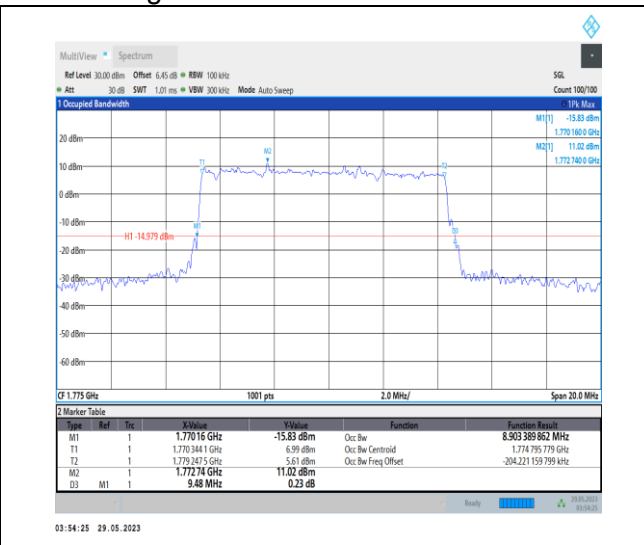 MultiView Spectrum
Ref Level 30.00 dBm Offset 6.45 dB RBW 100 kHz SGL
Att 30 dB SWT 1.01 ms VBW 300 kHz Mode Auto Sweep Count 100/100
1 Occupied Bandwidth 1Pk Max
M1[1] -15.83 dBm
1.770 160 0 GHz
M2[1] 11.02 dBm
1.772 740 0 GHz
20 dBm
M2
T1 T2
10 dBm
0 dBm
-10 dBm
M1 D3
H1 -14.979 dBm
-20 dBm
-30 dBm
-40 dBm
-50 dBm
-60 dBm
CF 1.775 GHz 1001 pts 2.0 MHz/ Span 20.0 MHz
2 Marker Table
Type Ref Trc X-Value Y-Value Function Function Result
M1 1 1.77016 GHz -15.83 dBm Occ Bw 8.903 389 862 MHz
T1 1 1.770 344 1 GHz 6.99 dBm Occ Bw Centroid 1.774 795 779 GHz
T2 1 1.779 247 5 GHz 5.61 dBm Occ Bw Freq Offset -204.221 159 799 kHz
M2 1 1.77274 GHz 11.02 dBm
D3 M1 1 9.48 MHz 0.23 dB
Ready 29.05.2023
03:54:25
03:54:25 29.05.2023